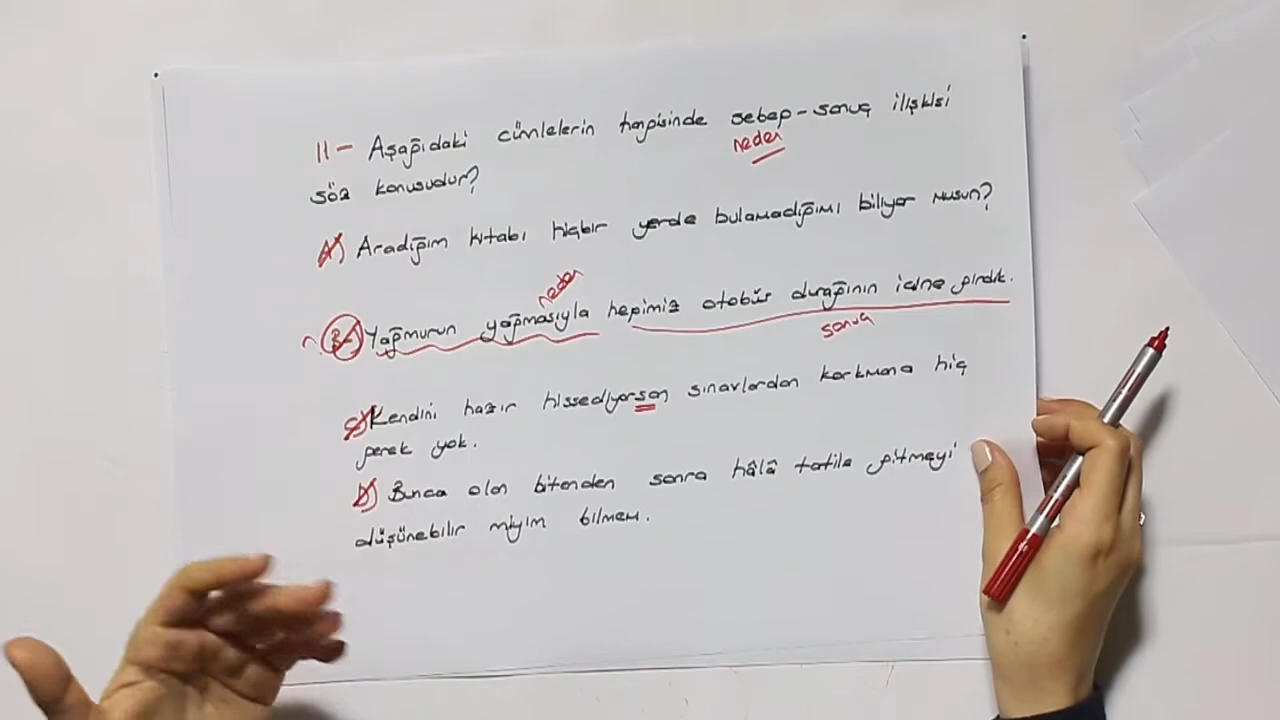 11- Aşağıdaki cümlelerin hangisinde sebep-sonuç ilişkisi
neden
söz konusudur?
A) Aradığım kitabı hiçbir yerde bulamadığımı biliyor musun?
neden
B) Yağmurun yağmasıyla hepimiz otobüs durağının içine girdik.
sonuç
C) Kendini hazır hissediyorsan sınavlardan korkmana hiç
gerek yok.
D) Bunca olan bitenden sonra hâlâ tatile gitmeyi
düşünebilir miyim bilmem.